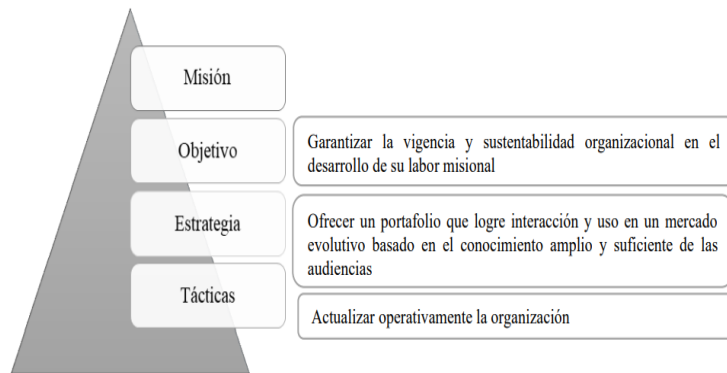 Misión
Objetivo
Garantizar la vigencia y sustentabilidad organizacional en el
desarrollo de su labor misional
Estrategia
Ofrecer un portafolio que logre interacción y uso en un mercado
evolutivo basado en el conocimiento amplio y suficiente de las
audiencias
Tácticas
Actualizar operativamente la organización